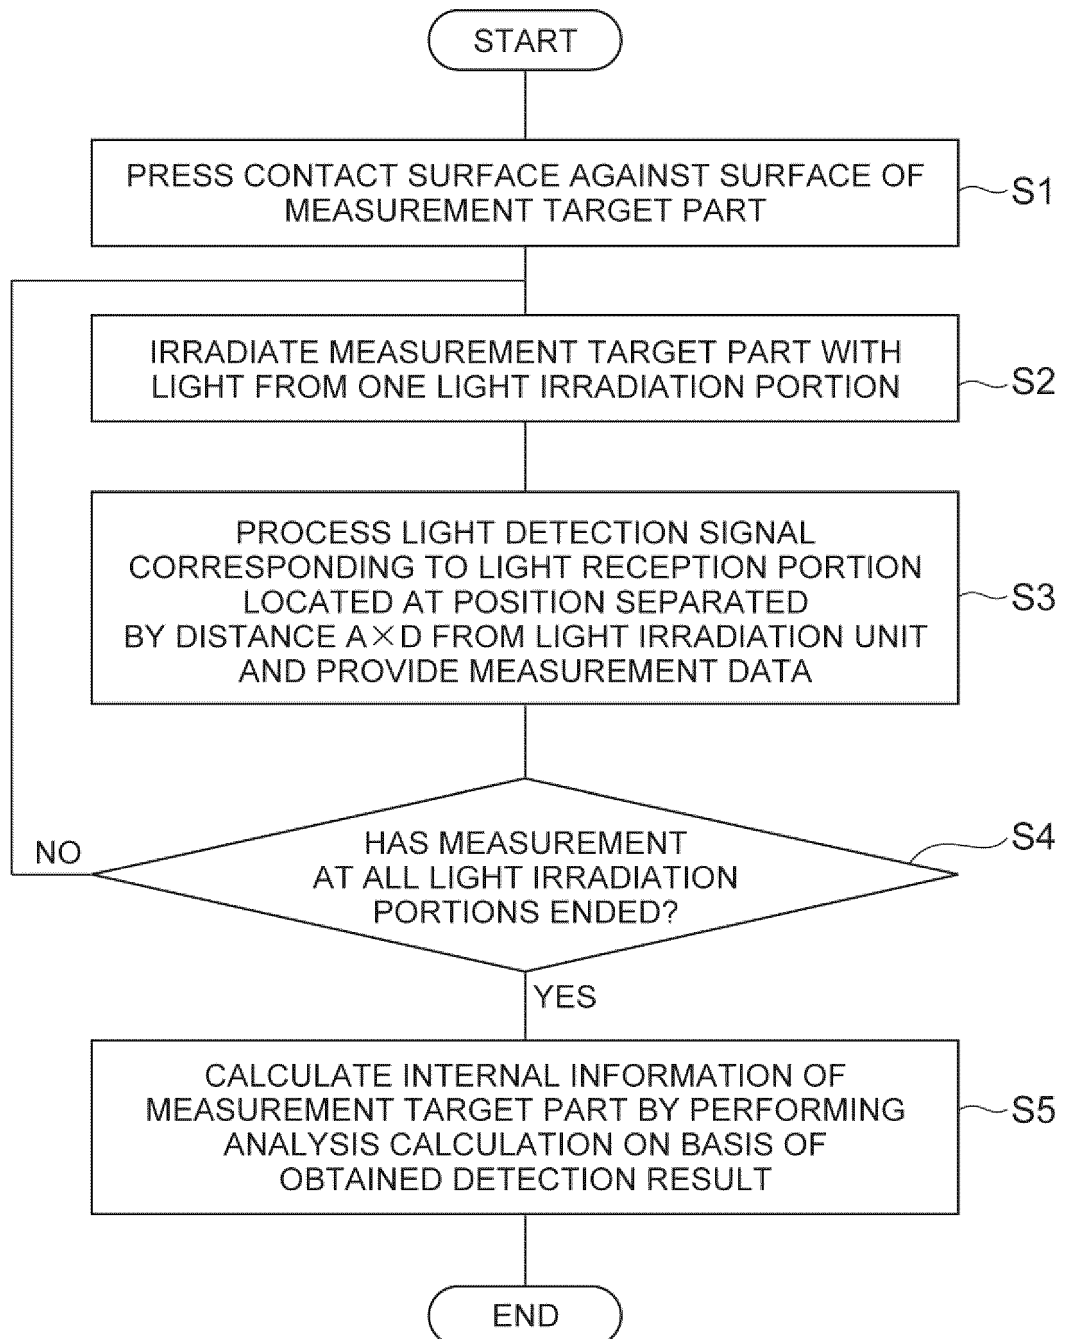 START
PRESS CONTACT SURFACE AGAINST SURFACE OF
MEASUREMENT TARGET PART
S1
IRRADIATE MEASUREMENT TARGET PART WITH
LIGHT FROM ONE LIGHT IRRADIATION PORTION
S2
PROCESS LIGHT DETECTION SIGNAL
CORRESPONDING TO LIGHT RECEPTION PORTION
LOCATED AT POSITION SEPARATED
BY DISTANCE A×D FROM LIGHT IRRADIATION UNIT
AND PROVIDE MEASUREMENT DATA
S3
HAS MEASUREMENT
AT ALL LIGHT IRRADIATION
PORTIONS ENDED?
S4
NO
YES
CALCULATE INTERNAL INFORMATION OF
MEASUREMENT TARGET PART BY PERFORMING
ANALYSIS CALCULATION ON BASIS OF
OBTAINED DETECTION RESULT
S5
END